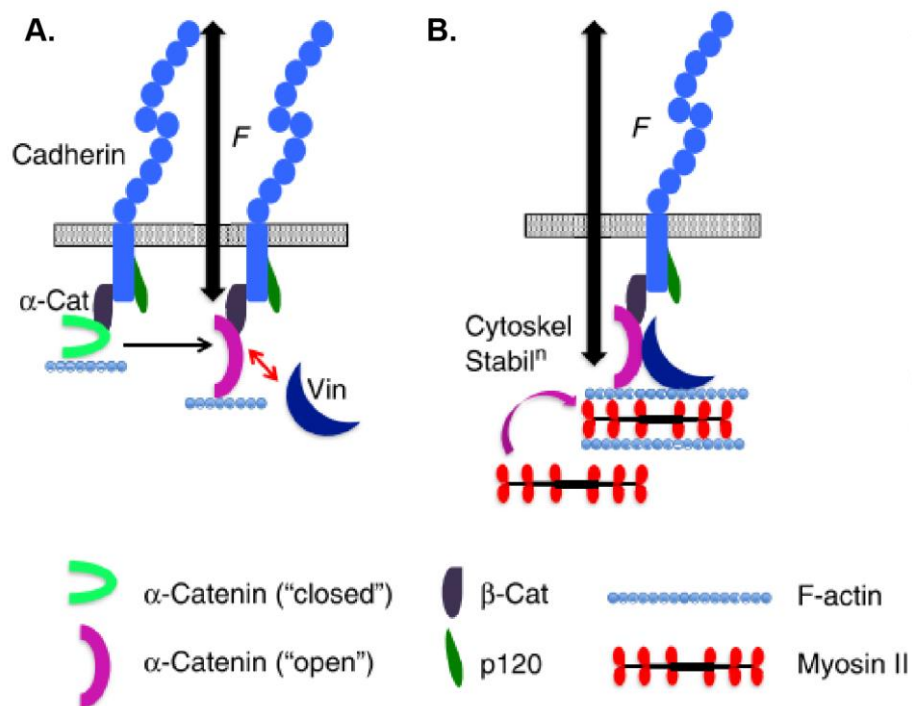 A.
B.
F
F
Cadherin
α-Cat
Cytoskel
Stabilⁿ
Vin
α-Catenin (“closed”)
β-Cat
F-actin
α-Catenin (“open”)
p120
Myosin II